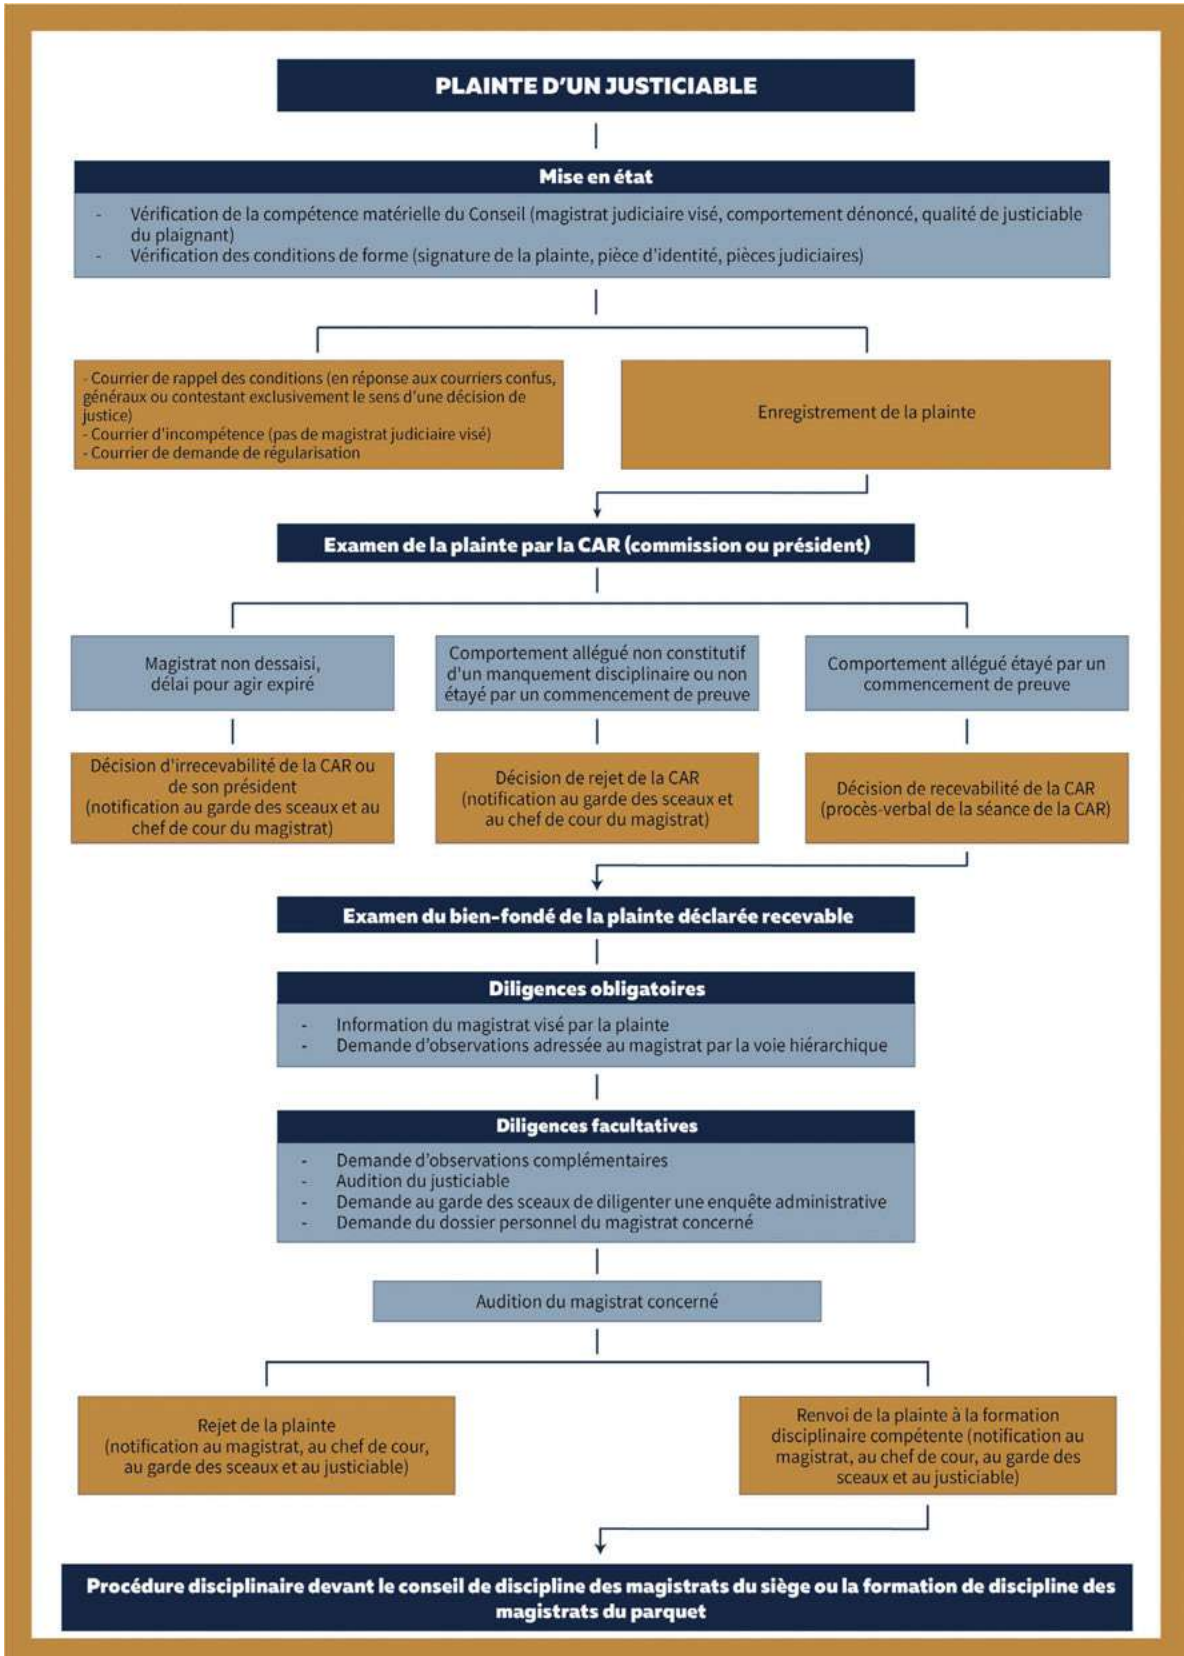 PLAINTE D'UN JUSTICIABLE
Mise en état
- Vérification de la compétence matérielle du Conseil (magistrat judiciaire visé, comportement dénoncé, qualité de justiciable
du plaignant)
- Vérification des conditions de forme (signature de la plainte, pièce d'identité, pièces judiciaires)
- Courrier de rappel des conditions (en réponse aux courriers confus,
généraux ou contestant exclusivement le sens d'une décision de
justice)
- Courrier d'incompétence (pas de magistrat judiciaire visé)
- Courrier de demande de régularisation
Enregistrement de la plainte
Examen de la plainte par la CAR (commission ou président)
Magistrat non dessaisi,
délai pour agir expiré
Comportement allégué non constitutif
d'un manquement disciplinaire ou non
étayé par un commencement de preuve
Comportement allégué étayé par un
commencement de preuve
Décision d'irrecevabilité de la CAR ou
de son président
(notification au garde des sceaux et au
chef de cour du magistrat)
Décision de rejet de la CAR
(notification au garde des sceaux et
au chef de cour du magistrat)
Décision de recevabilité de la CAR
(procès-verbal de la séance de la CAR)
Examen du bien-fondé de la plainte déclarée recevable
Diligences obligatoires
- Information du magistrat visé par la plainte
- Demande d'observations adressée au magistrat par la voie hiérarchique
Diligences facultatives
- Demande d'observations complémentaires
- Audition du justiciable
- Demande au garde des sceaux de diligenter une enquête administrative
- Demande du dossier personnel du magistrat concerné
Audition du magistrat concerné
Rejet de la plainte
(notification au magistrat, au chef de cour,
au garde des sceaux et au justiciable)
Renvoi de la plainte à la formation
disciplinaire compétente (notification au
magistrat, au chef de cour, au garde des
sceaux et au justiciable)
Procédure disciplinaire devant le conseil de discipline des magistrats du siège ou la formation de discipline des
magistrats du parquet